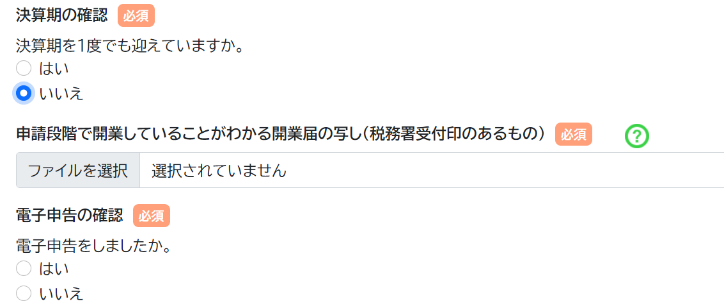 決算期の確認 必須
決算期を1度でも迎えていますか。
はい
いいえ
申請段階で開業していることがわかる開業届の写し(税務署受付印のあるもの) 必須 ?
ファイルを選択 選択されていません
電子申告の確認 必須
電子申告をしましたか。
はい
いいえ